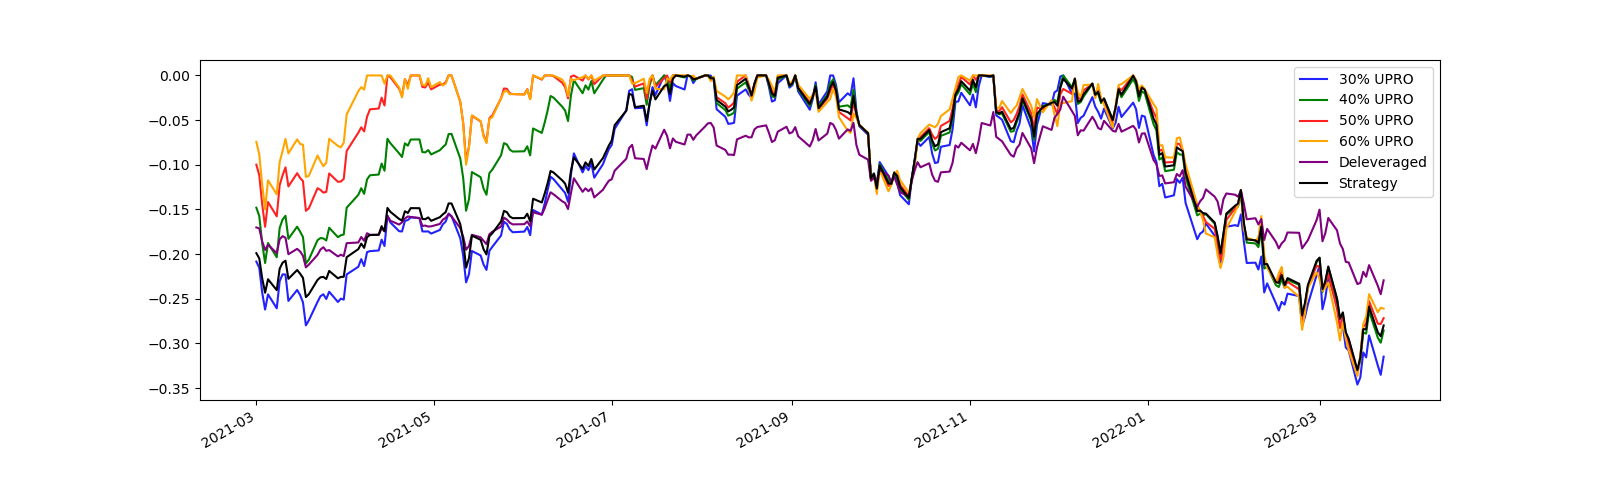 0.00
−0.05
−0.10
−0.15
−0.20
−0.25
−0.30
−0.35
2021-03
2021-05
2021-07
2021-09
2021-11
2022-01
2022-03
30% UPRO
40% UPRO
50% UPRO
60% UPRO
Deleveraged
Strategy